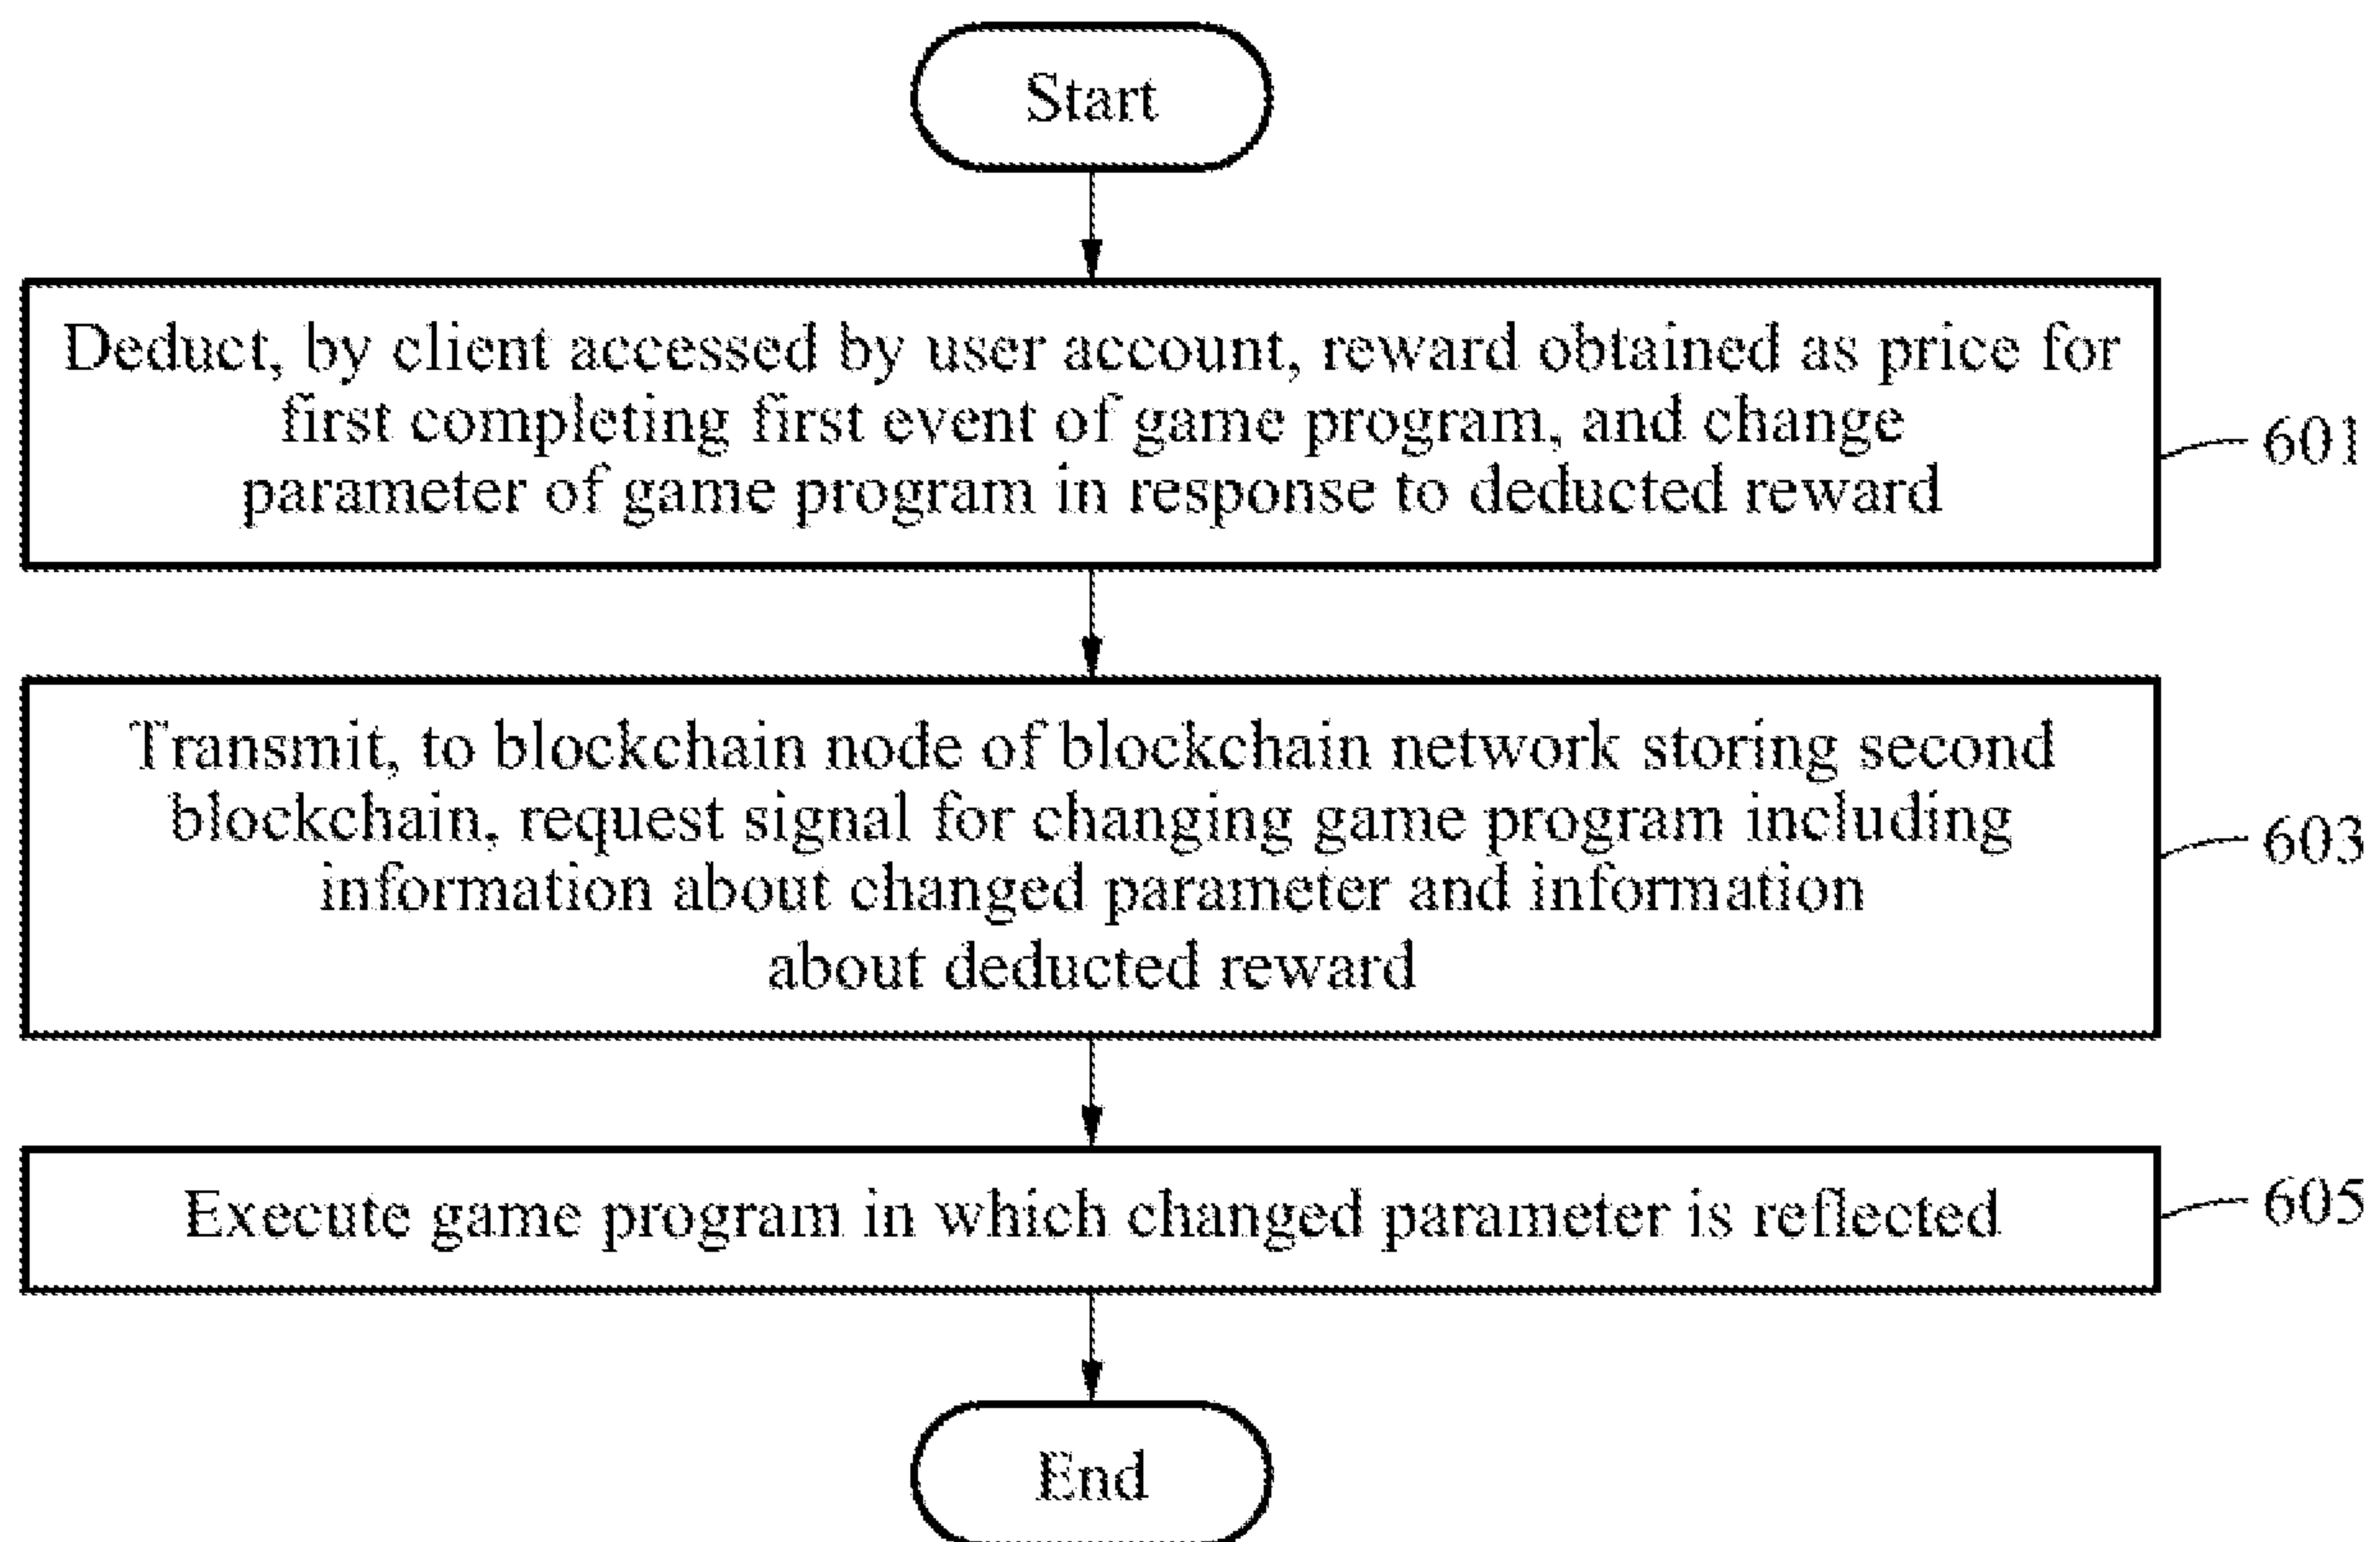 Start
Deduct, by client accessed by user account, reward obtained as price for
first completing first event of game program, and change
parameter of game program in response to deducted reward
601
Transmit, to blockchain node of blockchain network storing second
blockchain, request signal for changing game program including
information about changed parameter and information
about deducted reward
603
Execute game program in which changed parameter is reflected
605
End